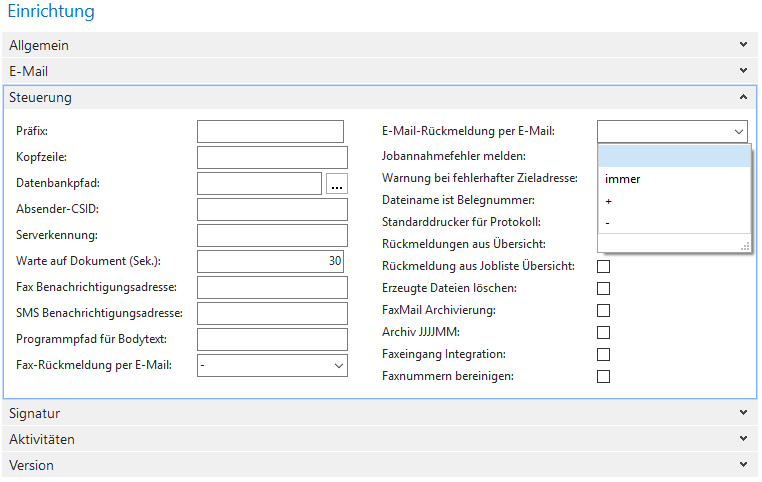 Einrichtung
Allgemein
E-Mail
Steuerung
Präfix:
Kopfzeile:
Datenbankpfad:
...
Absender-CSID:
Serverkennung:
Warte auf Dokument (Sek.):
30
Fax Benachrichtigungsadresse:
SMS Benachrichtigungsadresse:
Programmpfad für Bodytext:
Fax-Rückmeldung per E-Mail:
-
E-Mail-Rückmeldung per E-Mail:
immer
+
-
Jobannahmefehler melden:
Warnung bei fehlerhafter Zieladresse:
Dateiname ist Belegnummer:
Standarddrucker für Protokoll:
Rückmeldungen aus Übersicht:
Rückmeldung aus Jobliste Übersicht:
Erzeugte Dateien löschen:
FaxMail Archivierung:
Archiv JJJJMM:
Faxeingang Integration:
Faxnummern bereinigen:
Signatur
Aktivitäten
Version